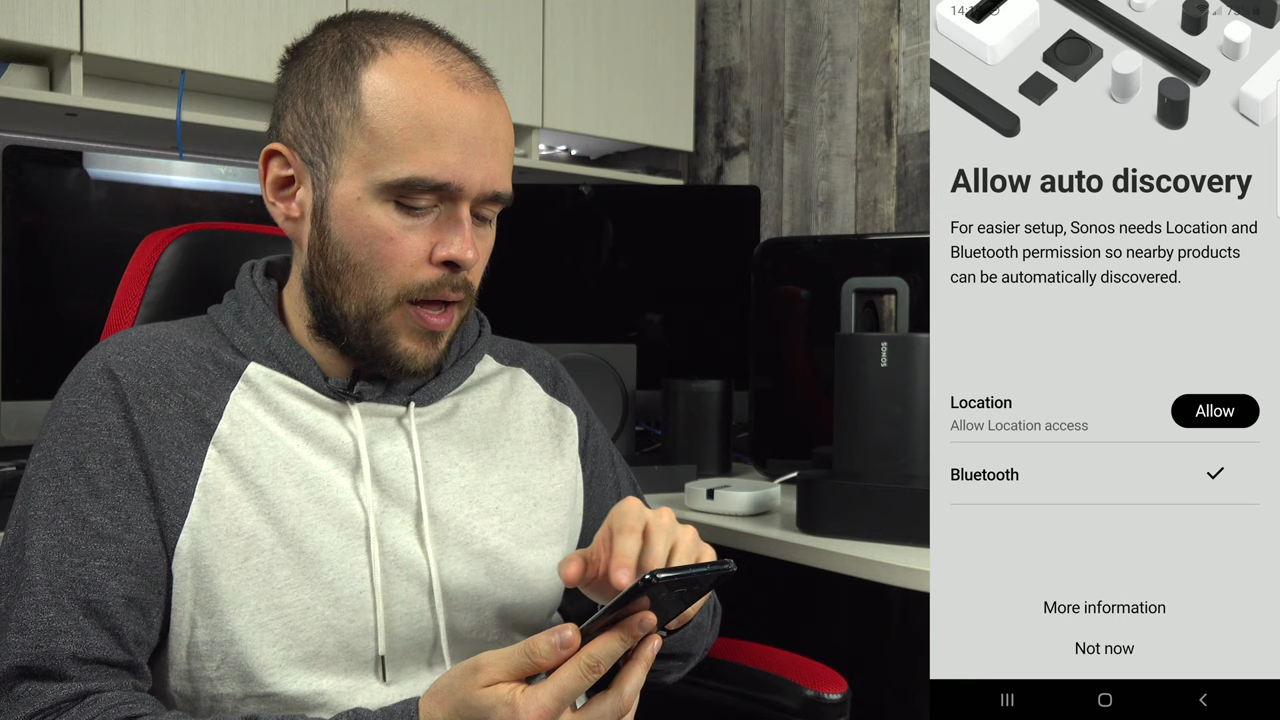 SONOS
Allow auto discovery
For easier setup, Sonos needs Location and
Bluetooth permission so nearby products
can be automatically discovered.
Location
Allow Location access
Allow
Bluetooth
More information
Not now